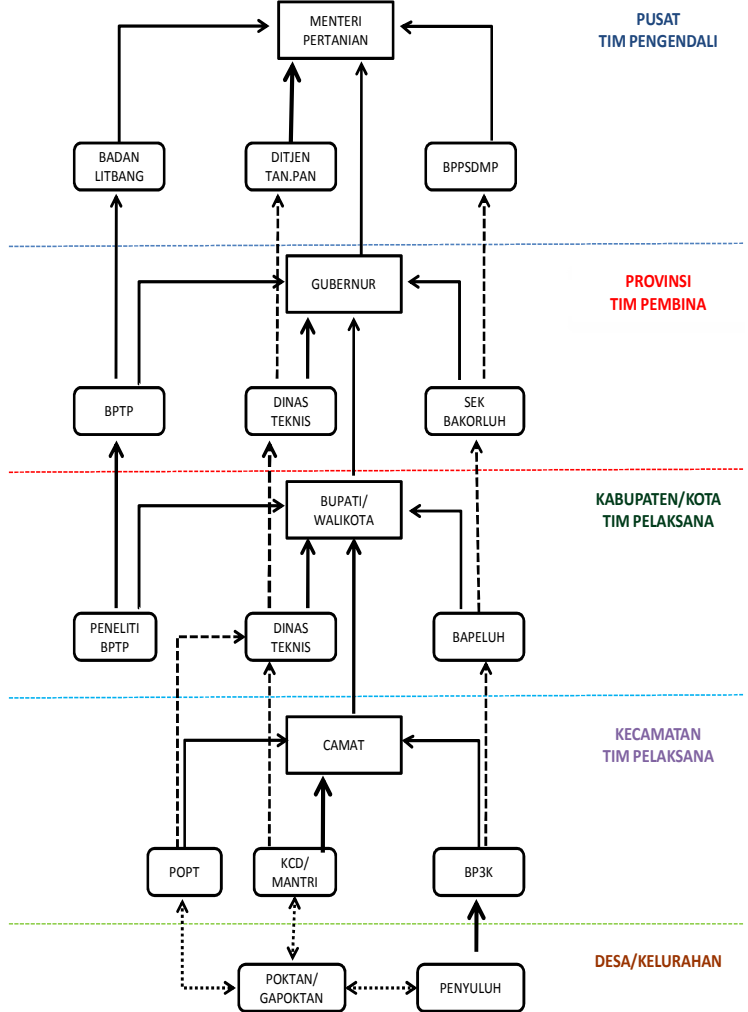 MENTERI
PERTANIAN
PUSAT
TIM PENGENDALI
BADAN
LITBANG
DITJEN
TAN.PAN
BPPSDMP
GUBERNUR
PROVINSI
TIM PEMBINA
BPTP
DINAS
TEKNIS
SEK
BAKORLUH
BUPATI/
WALIKOTA
KABUPATEN/KOTA
TIM PELAKSANA
PENELITI
BPTP
DINAS
TEKNIS
BAPELUH
CAMAT
KECAMATAN
TIM PELAKSANA
POPT
KCD/
MANTRI
BP3K
DESA/KELURAHAN
POKTAN/
GAPOKTAN
PENYULUH